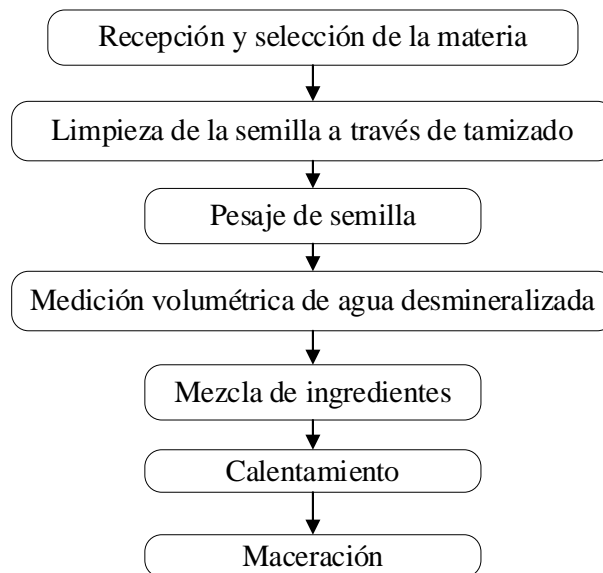 Recepción y selección de la materia
Limpieza de la semilla a través de tamizado
Pesaje de semilla
Medición volumétrica de agua desmineralizada
Mezcla de ingredientes
Calentamiento
Maceración